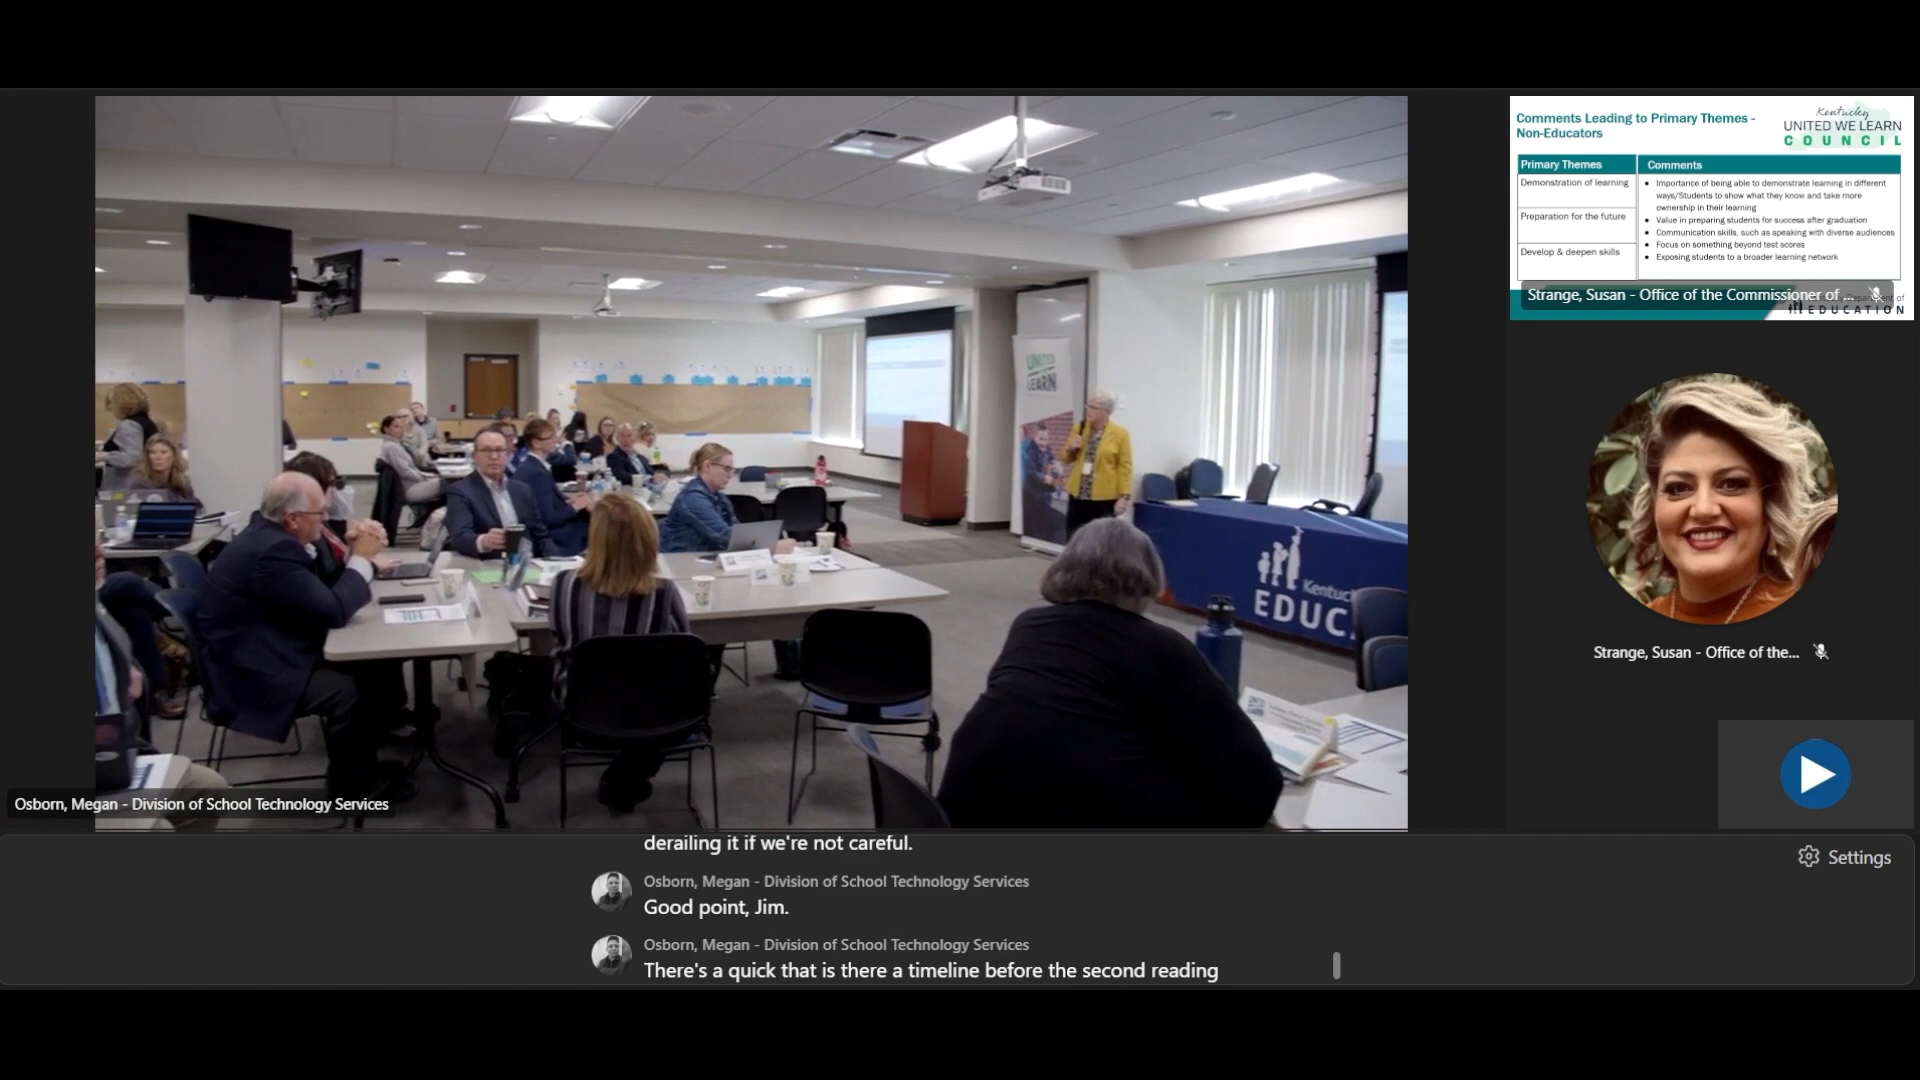 Comments Leading to Primary Themes -
Non-Educators
Kentucky
UNITED WE LEARN
COUNCIL
Primary Themes
Comments
Demonstration of learning
Preparation for the future
Develop & deepen skills
• Importance of being able to demonstrate learning in different
ways/Students to show what they know and take more
ownership in their learning
• Value in preparing students for success after graduation
• Communication skills, such as speaking with diverse audiences
• Focus on something beyond test scores
• Exposing students to a broader learning network
Strange, Susan - Office of the Commissioner of ...
EDUCATION
UNITED
LEARN
Kentuc
EDUC
Strange, Susan - Office of the...
Osborn, Megan - Division of School Technology Services
derailing it if we're not careful.
Settings
Osborn, Megan - Division of School Technology Services
Good point, Jim.
Osborn, Megan - Division of School Technology Services
There's a quick that is there a timeline before the second reading